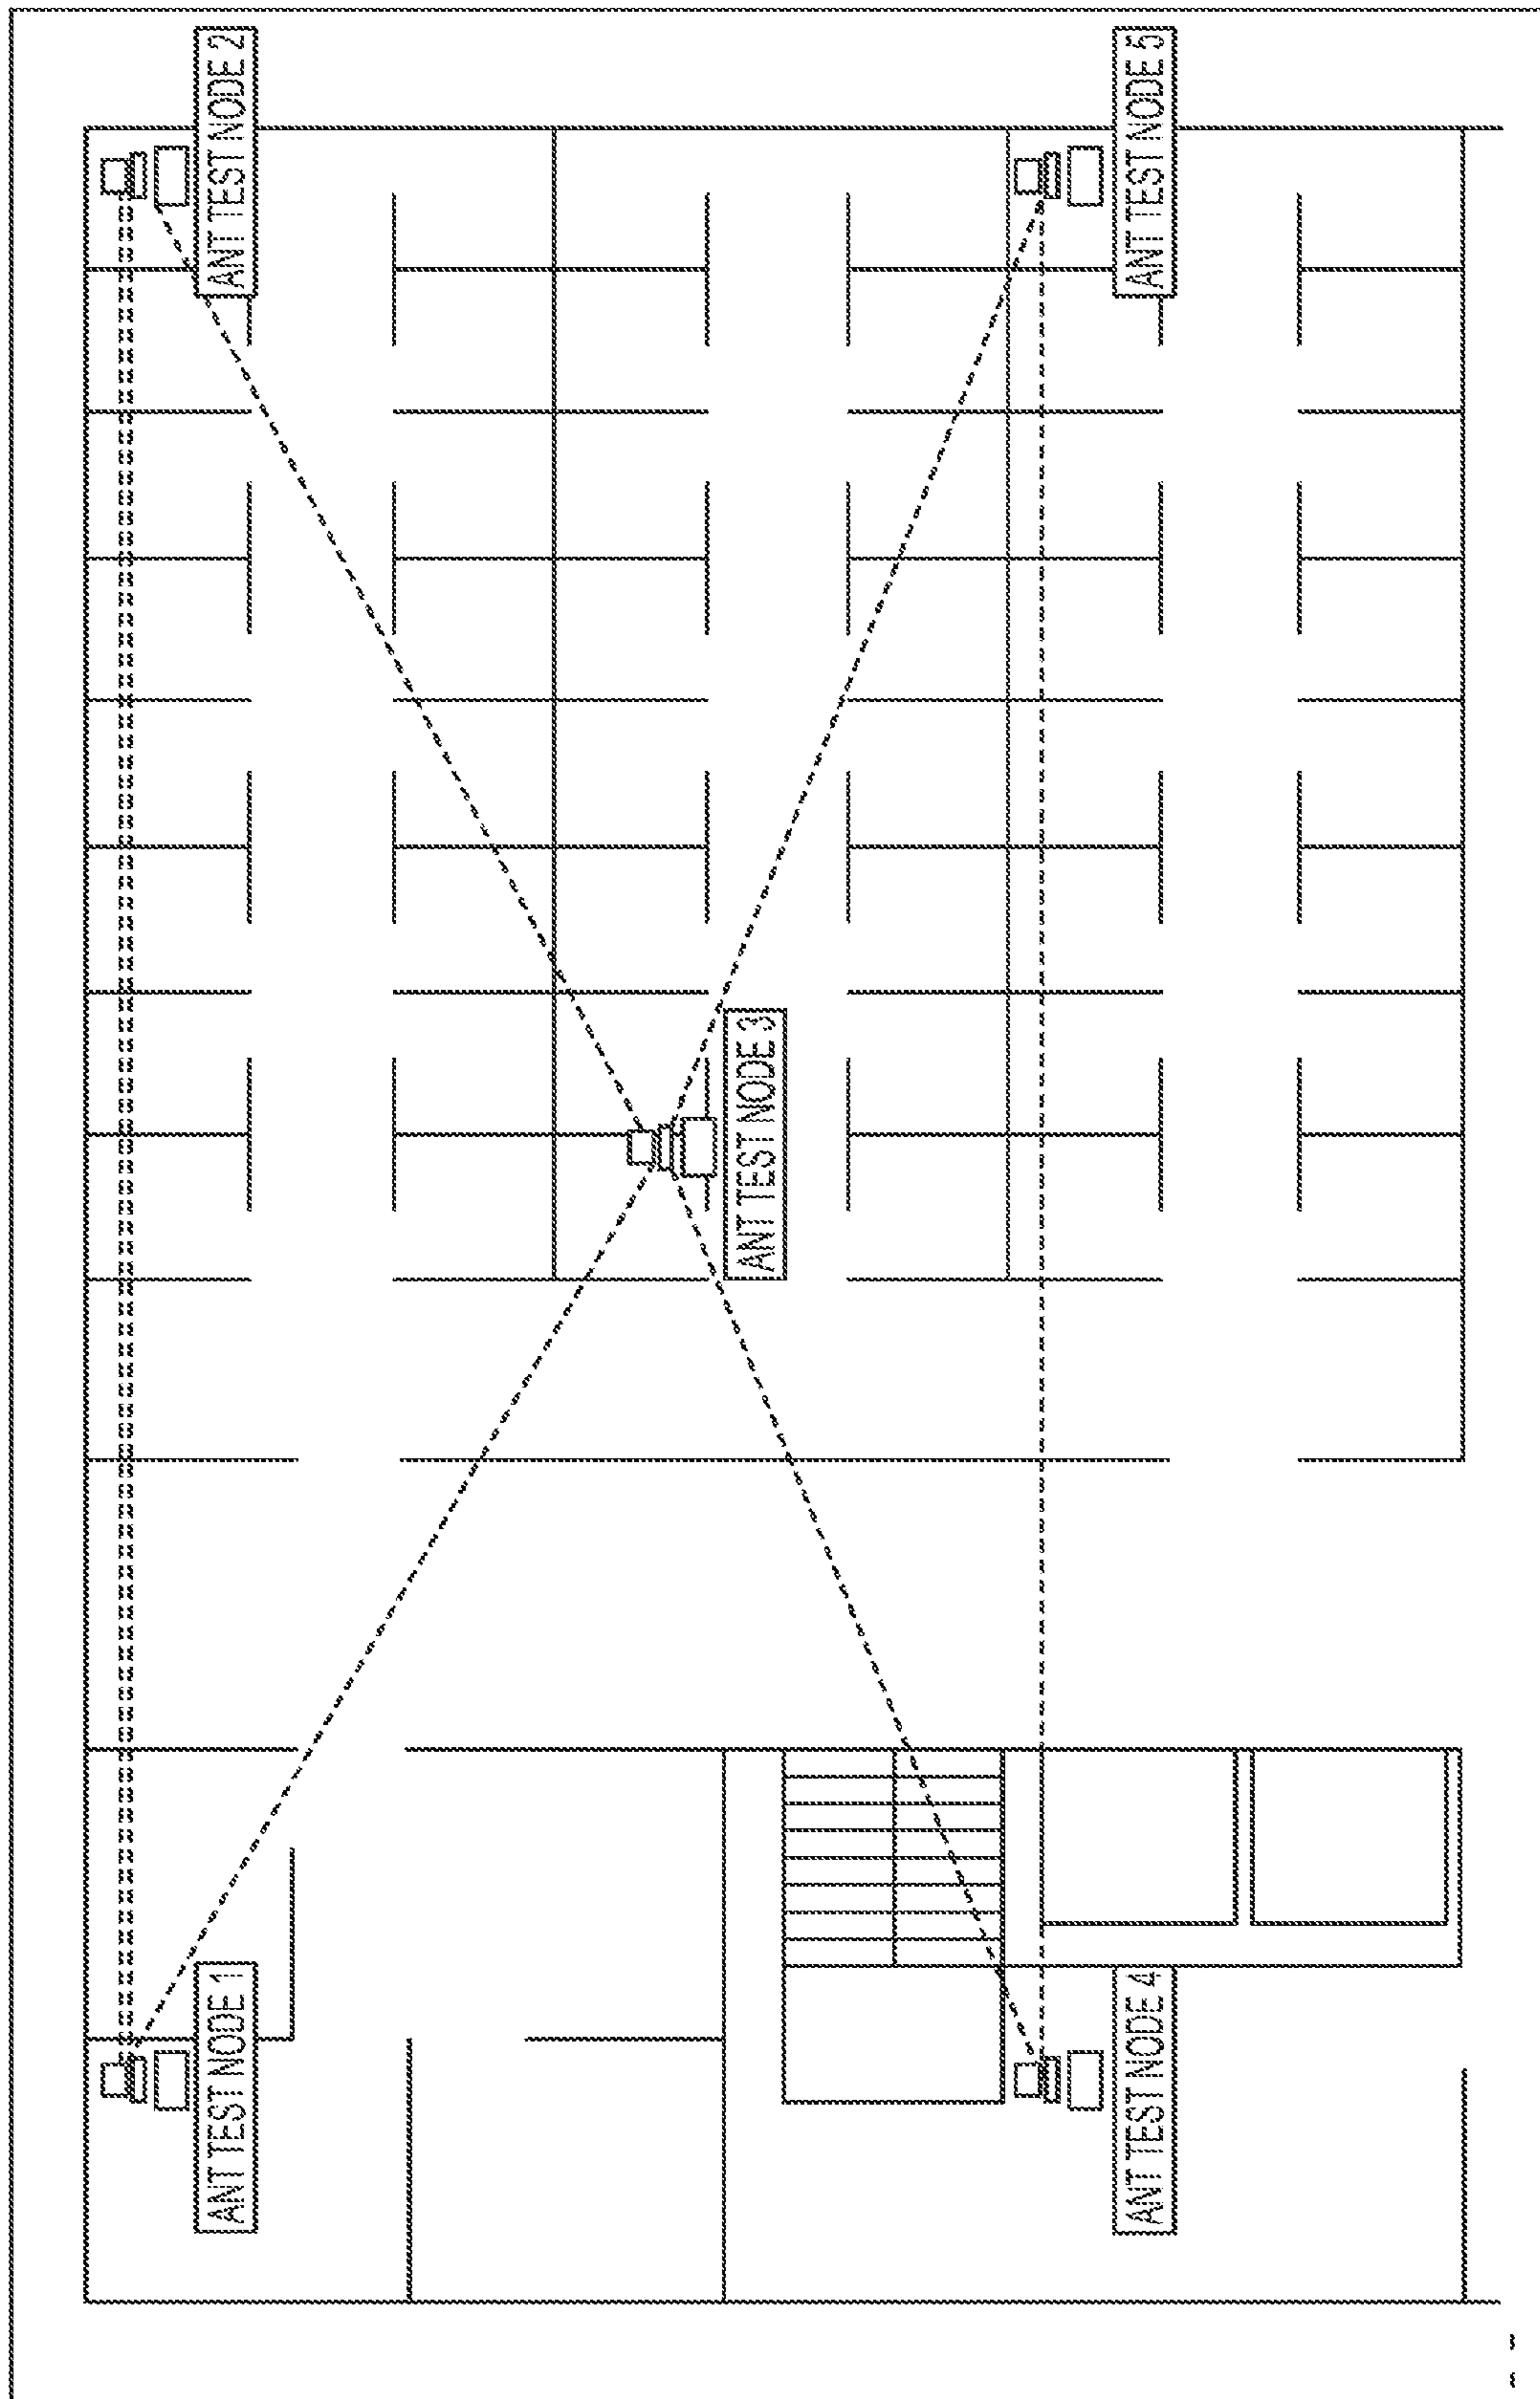 ANT TEST NODE 1
ANT TEST NODE 2
ANT TEST NODE 3
ANT TEST NODE 4
ANT TEST NODE 5